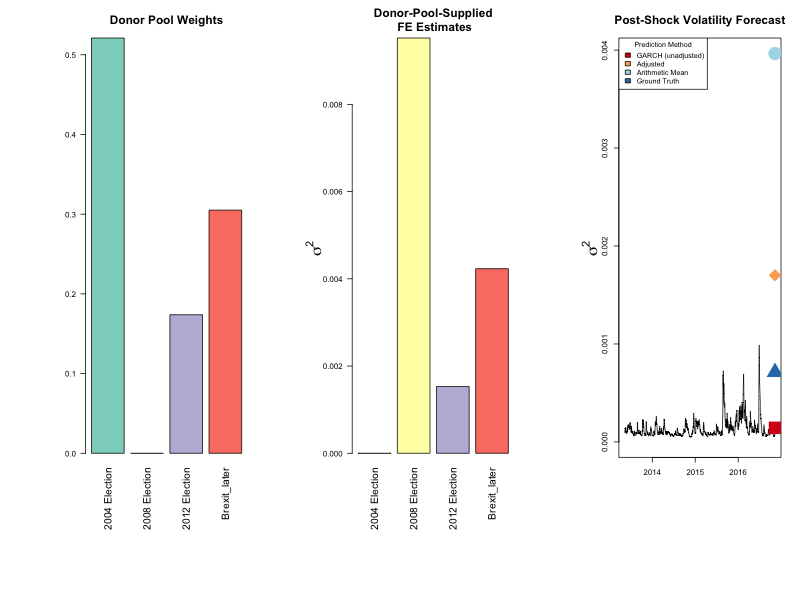 Donor Pool Weights
0.5
0.4
0.3
0.2
0.1
0.0
2004 Election
2008 Election
2012 Election
Brexit_later
Donor-Pool-Supplied
FE Estimates
σ²
0.008
0.006
0.004
0.002
0.000
2004 Election
2008 Election
2012 Election
Brexit_later
Post-Shock Volatility Forecast
σ²
0.004
0.003
0.002
0.001
0.000
Prediction Method
GARCH (unadjusted)
Adjusted
Arithmetic Mean
Ground Truth
2014
2015
2016